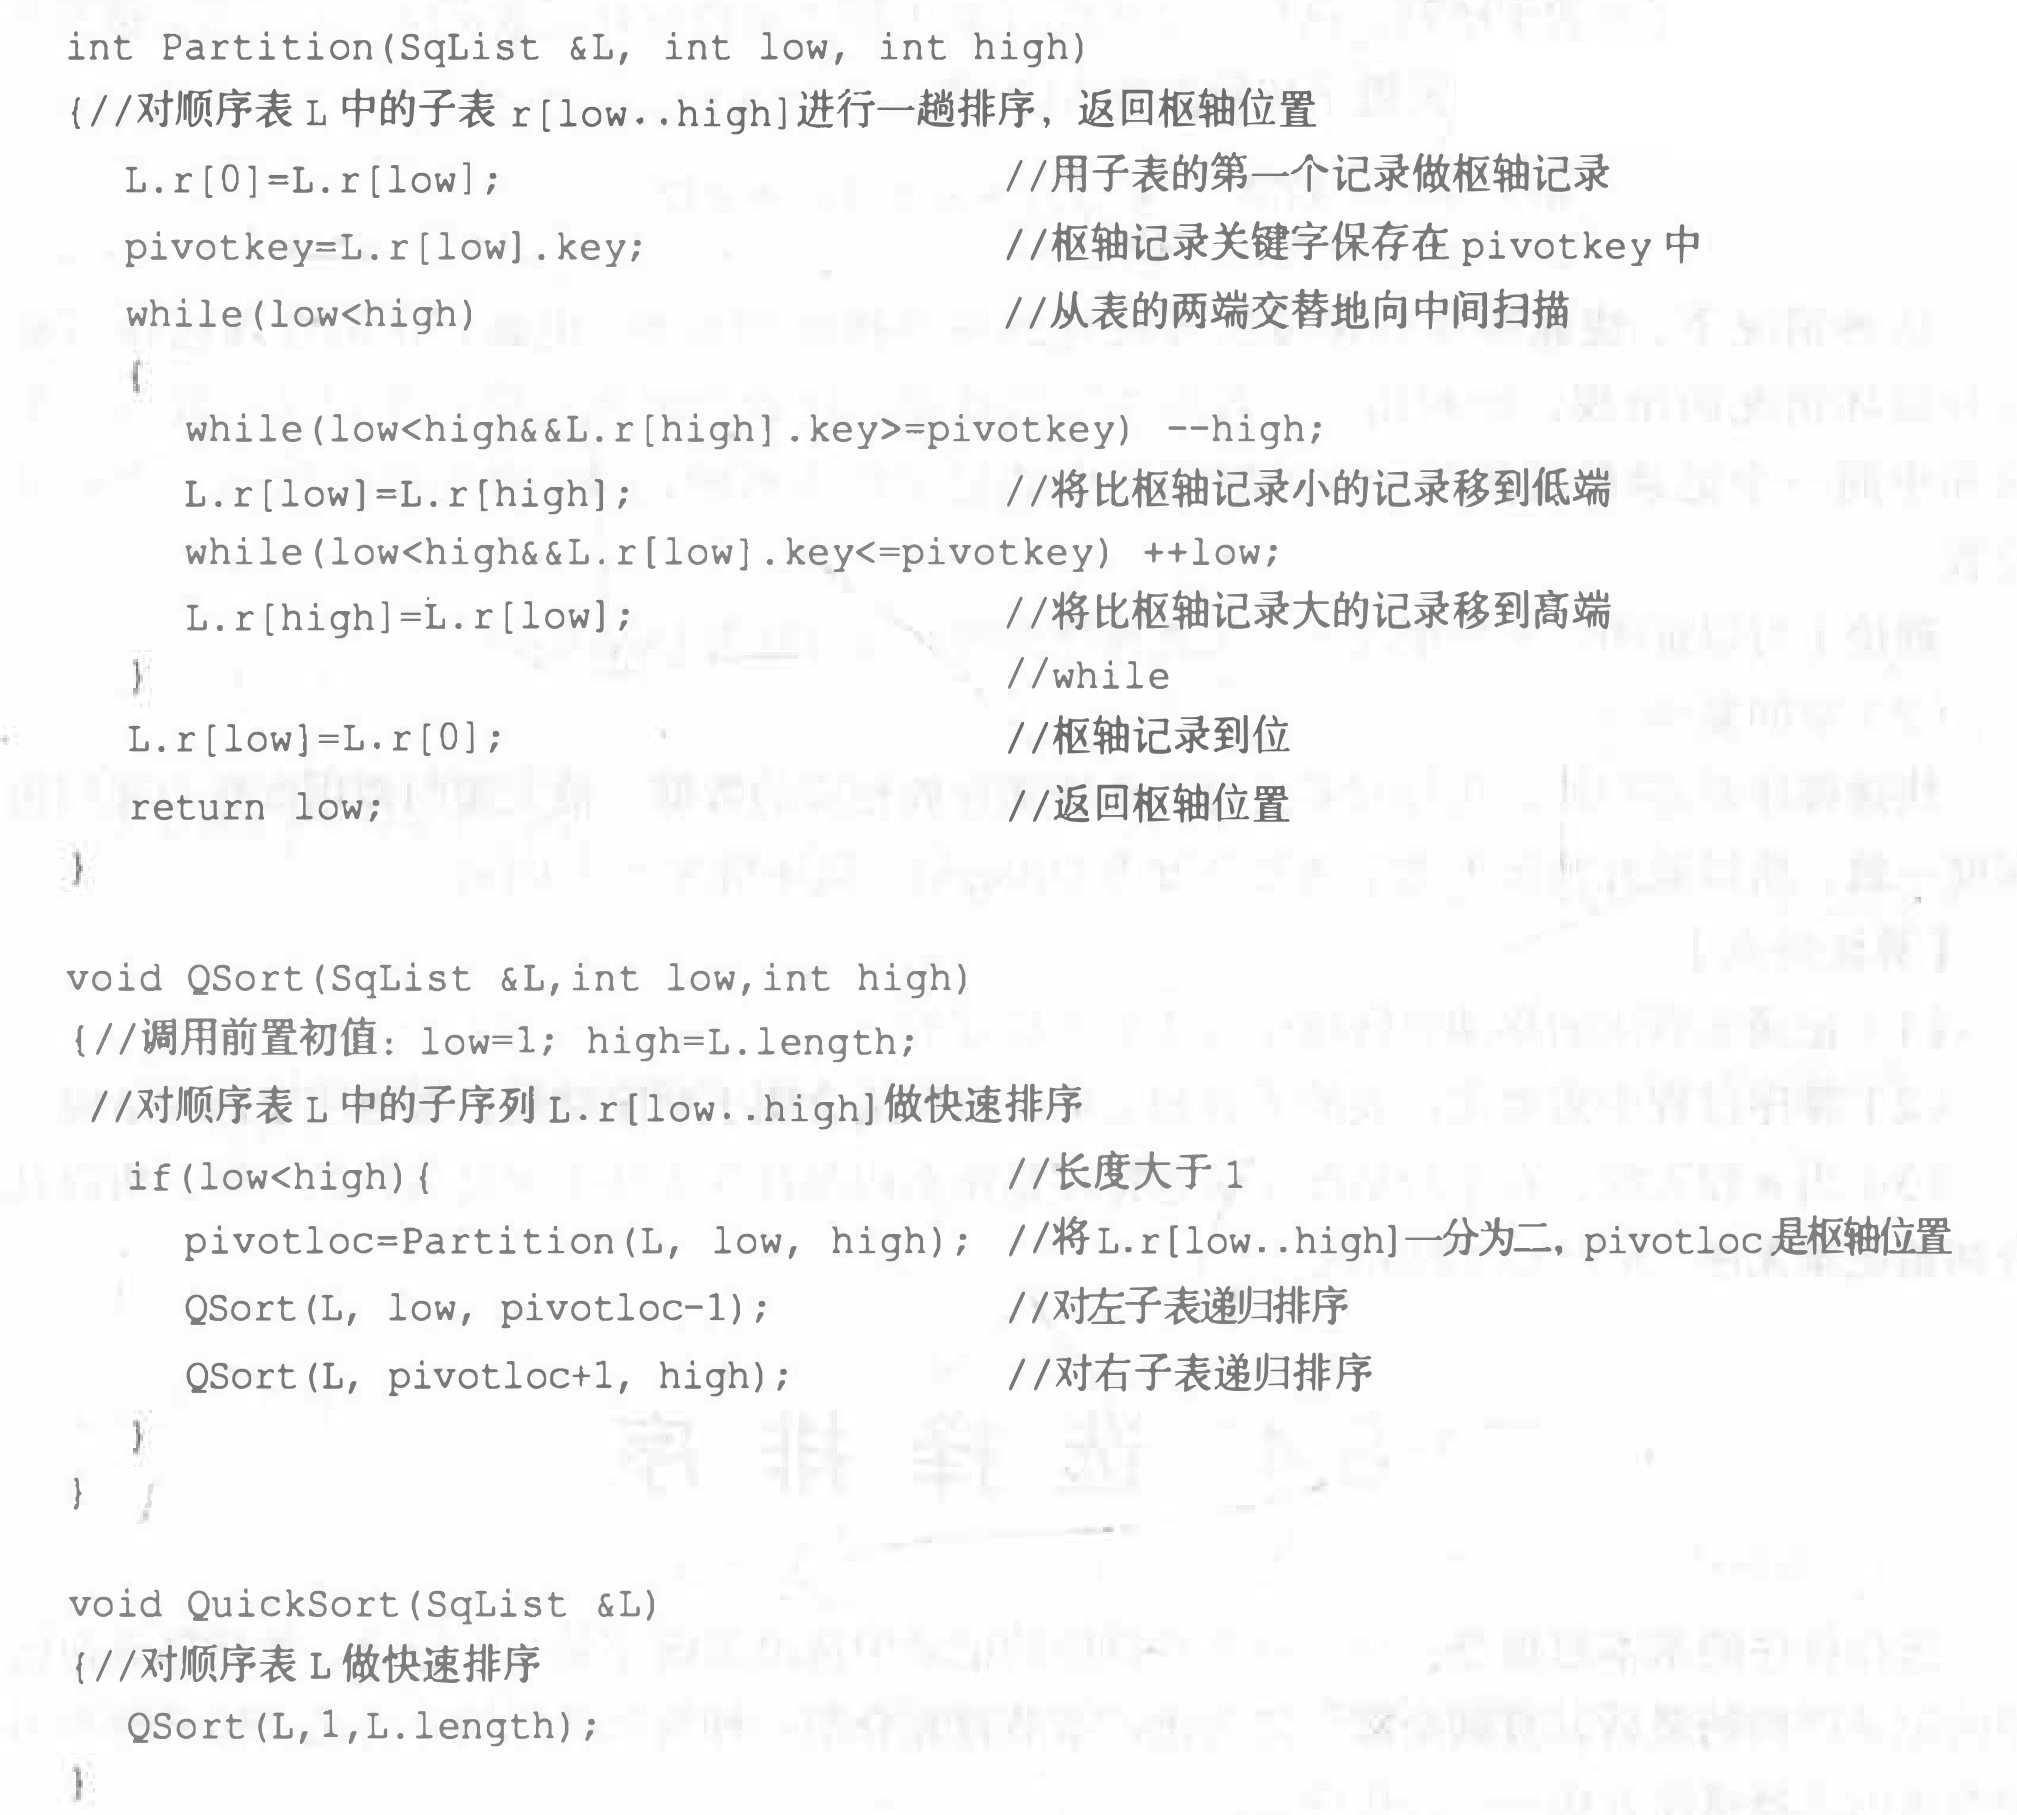 int Partition(SqList &L, int low, int high)
{//对顺序表 L 中的子表 r[low..high]进行一趟排序，返回枢轴位置
L.r[0]=L.r[low]; //用子表的第一个记录做枢轴记录
pivotkey=L.r[low].key; //枢轴记录关键字保存在 pivotkey 中
while(low<high) //从表的两端交替地向中间扫描
{
while(low<high&&L.r[high].key>=pivotkey) --high;
L.r[low]=L.r[high]; //将比枢轴记录小的记录移到低端
while(low<high&&L.r[low].key<=pivotkey) ++low;
L.r[high]=L.r[low]; //将比枢轴记录大的记录移到高端
} //while
L.r[low]=L.r[0]; //枢轴记录到位
return low; //返回枢轴位置
}
void QSort(SqList &L,int low,int high)
{//调用前置初值：low=1; high=L.length;
//对顺序表 L 中的子序列 L.r[low..high]做快速排序
if(low<high){ //长度大于 1
pivotloc=Partition(L, low, high); //将 L.r[low..high]一分为二，pivotloc 是枢轴位置
QSort(L, low, pivotloc-1); //对左子表递归排序
QSort(L, pivotloc+1, high); //对右子表递归排序
}
}
void QuickSort(SqList &L)
{//对顺序表 L 做快速排序
QSort(L,1,L.length);
}